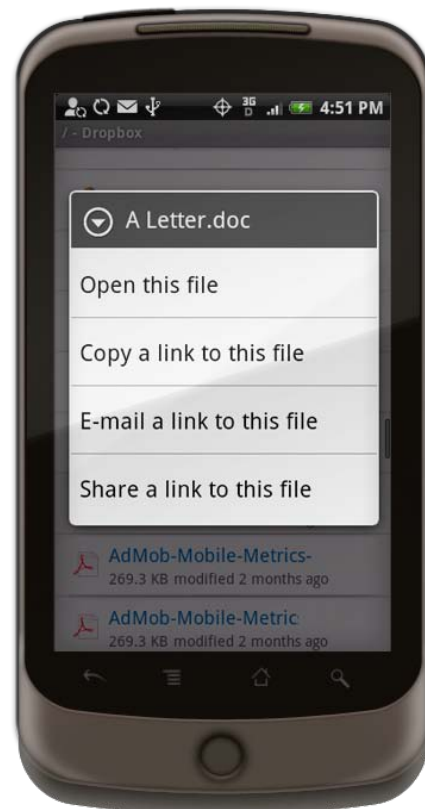 3G
D
4:51 PM
/ - Dropbox
A Letter.doc
Open this file
Copy a link to this file
E-mail a link to this file
Share a link to this file
AdMob-Mobile-Metrics-
269.3 KB modified 2 months ago
AdMob-Mobile-Metric
269.3 KB modified 2 months ago